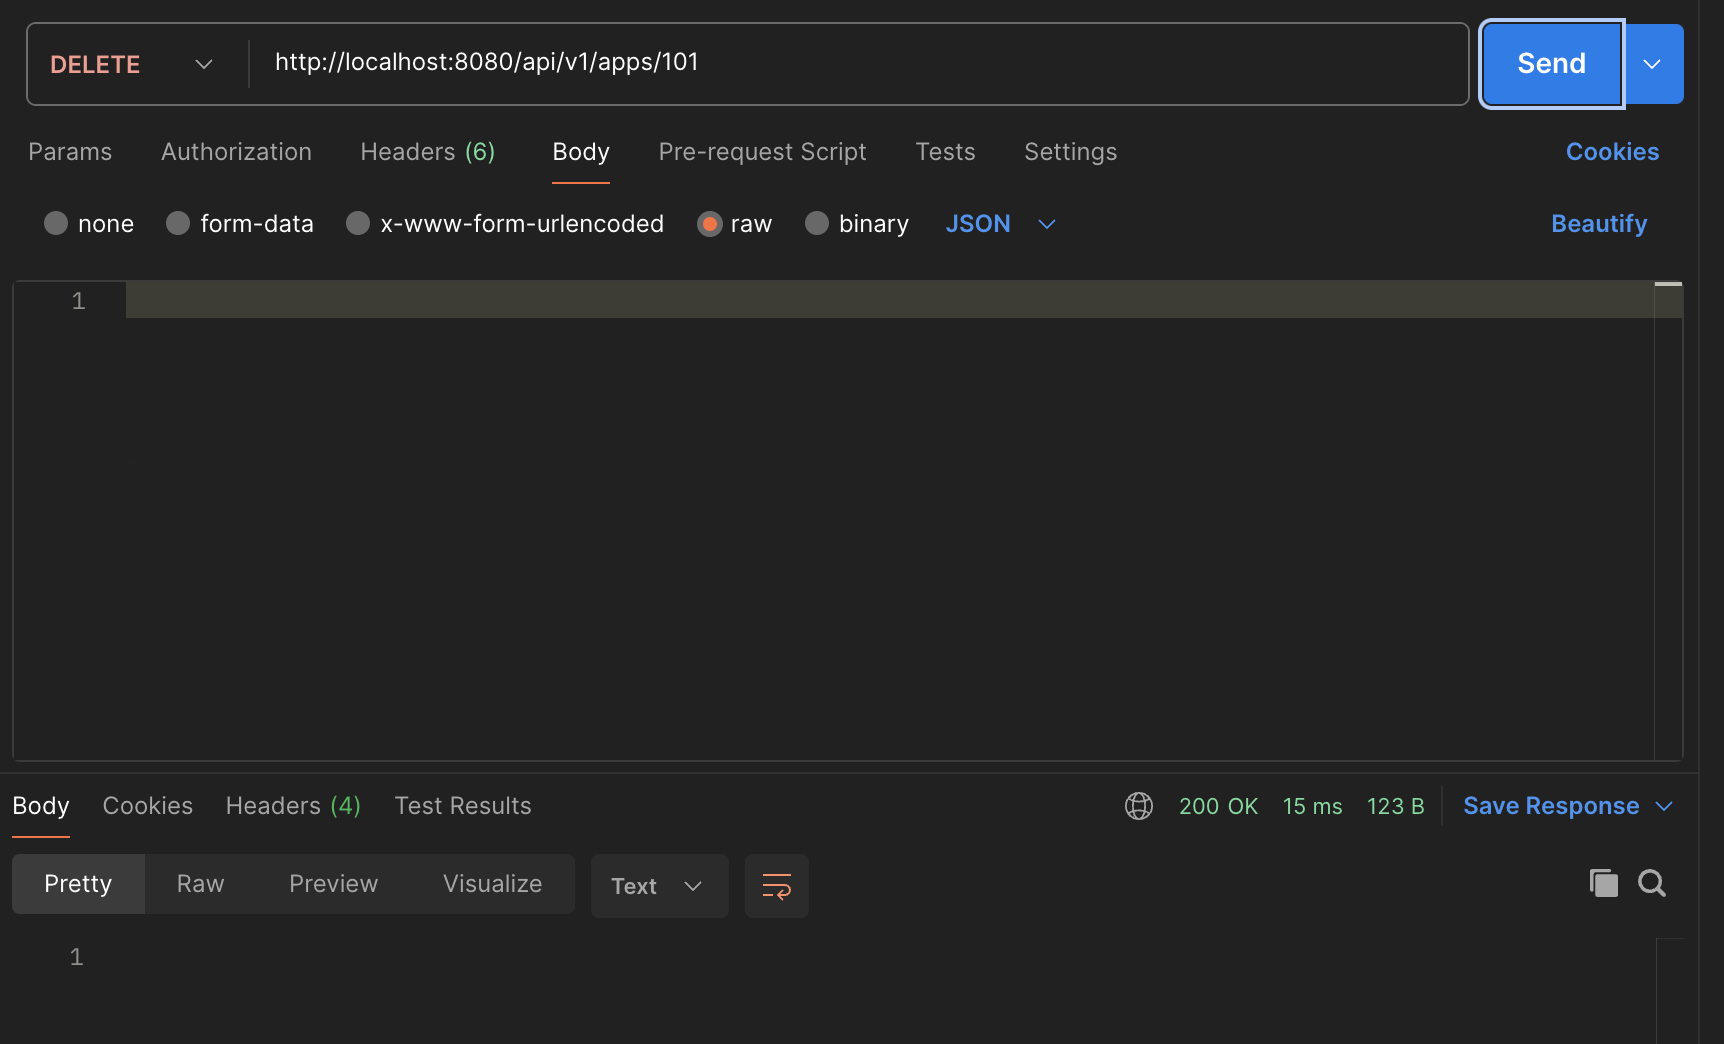 DELETE http://localhost:8080/api/v1/apps/101 Send
Params Authorization Headers (6) Body Pre-request Script Tests Settings Cookies
none form-data x-www-form-urlencoded raw binary JSON Beautify
1
Body Cookies Headers (4) Test Results 200 OK 15 ms 123 B Save Response
Pretty Raw Preview Visualize Text
1